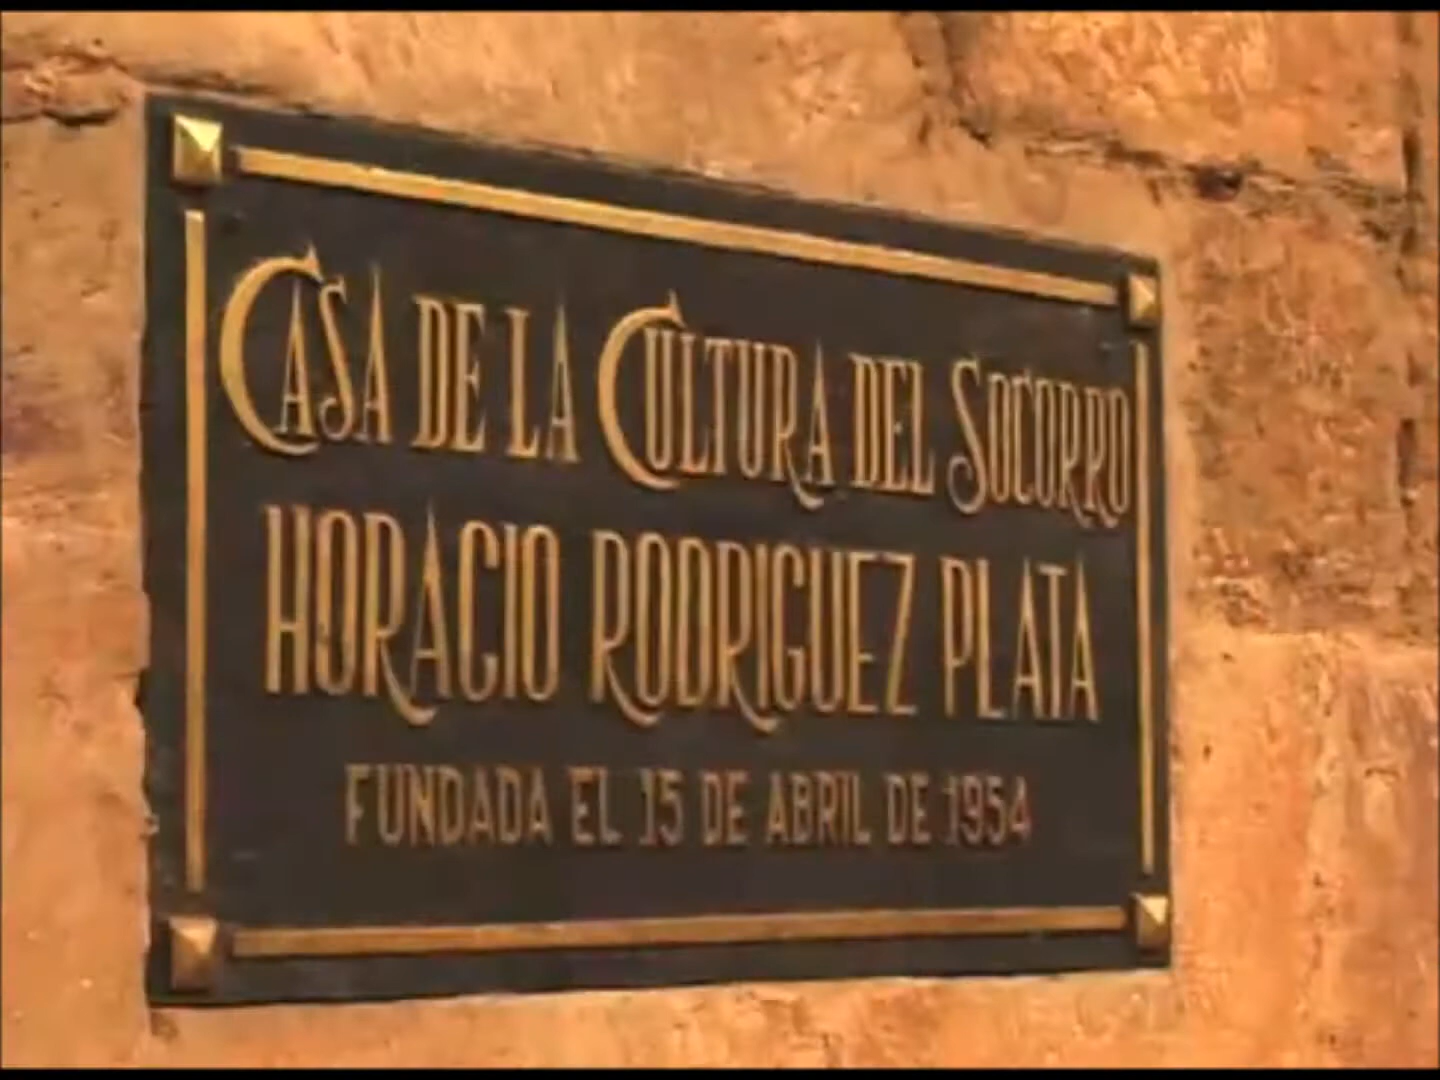 CASA DE LA CULTURA DEL SOCORRO
HORACIO RODRIGUEZ PLATA
FUNDADA EL 15 DE ABRIL DE 1954